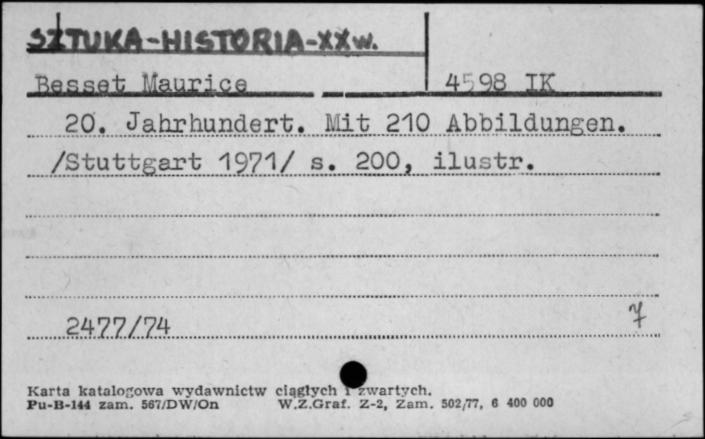 SZTUKA-HISTORIA-XXw.
Besset Maurice
4598 IK
20. Jahrhundert. Mit 210 Abbildungen.
/Stuttgart 1971/ s. 200, ilustr.
2477/74
7
Karta katalogowa wydawnictw ciągłych i zwartych.
Pu-B-144 zam. 567/DW/On W.Z.Graf. Z-2, Zam. 502/77, 6 400 000